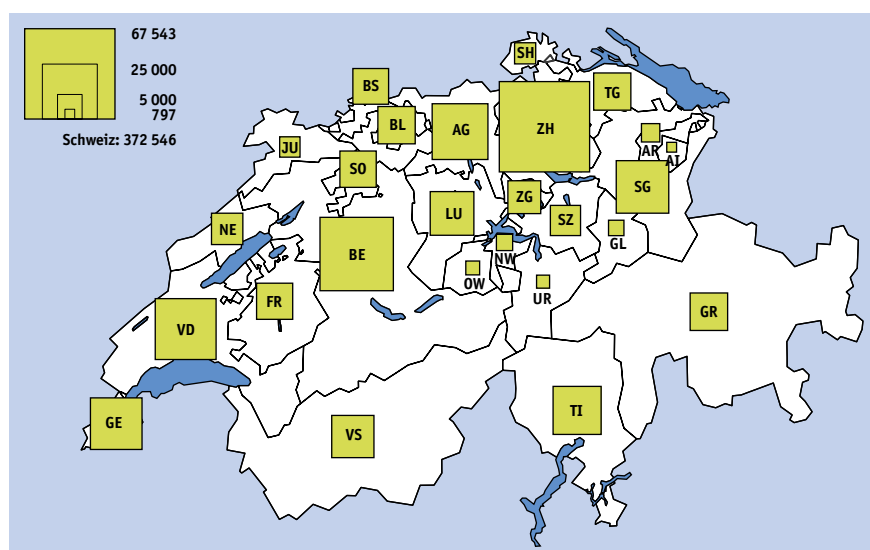 67 543
25 000
5 000
797
Schweiz: 372 546
SH
BS
TG
BL
AG
ZH
JU
AR
AI
SO
SG
ZG
LU
SZ
NE
GL
NW
BE
OW
UR
FR
GR
VD
TI
GE
VS